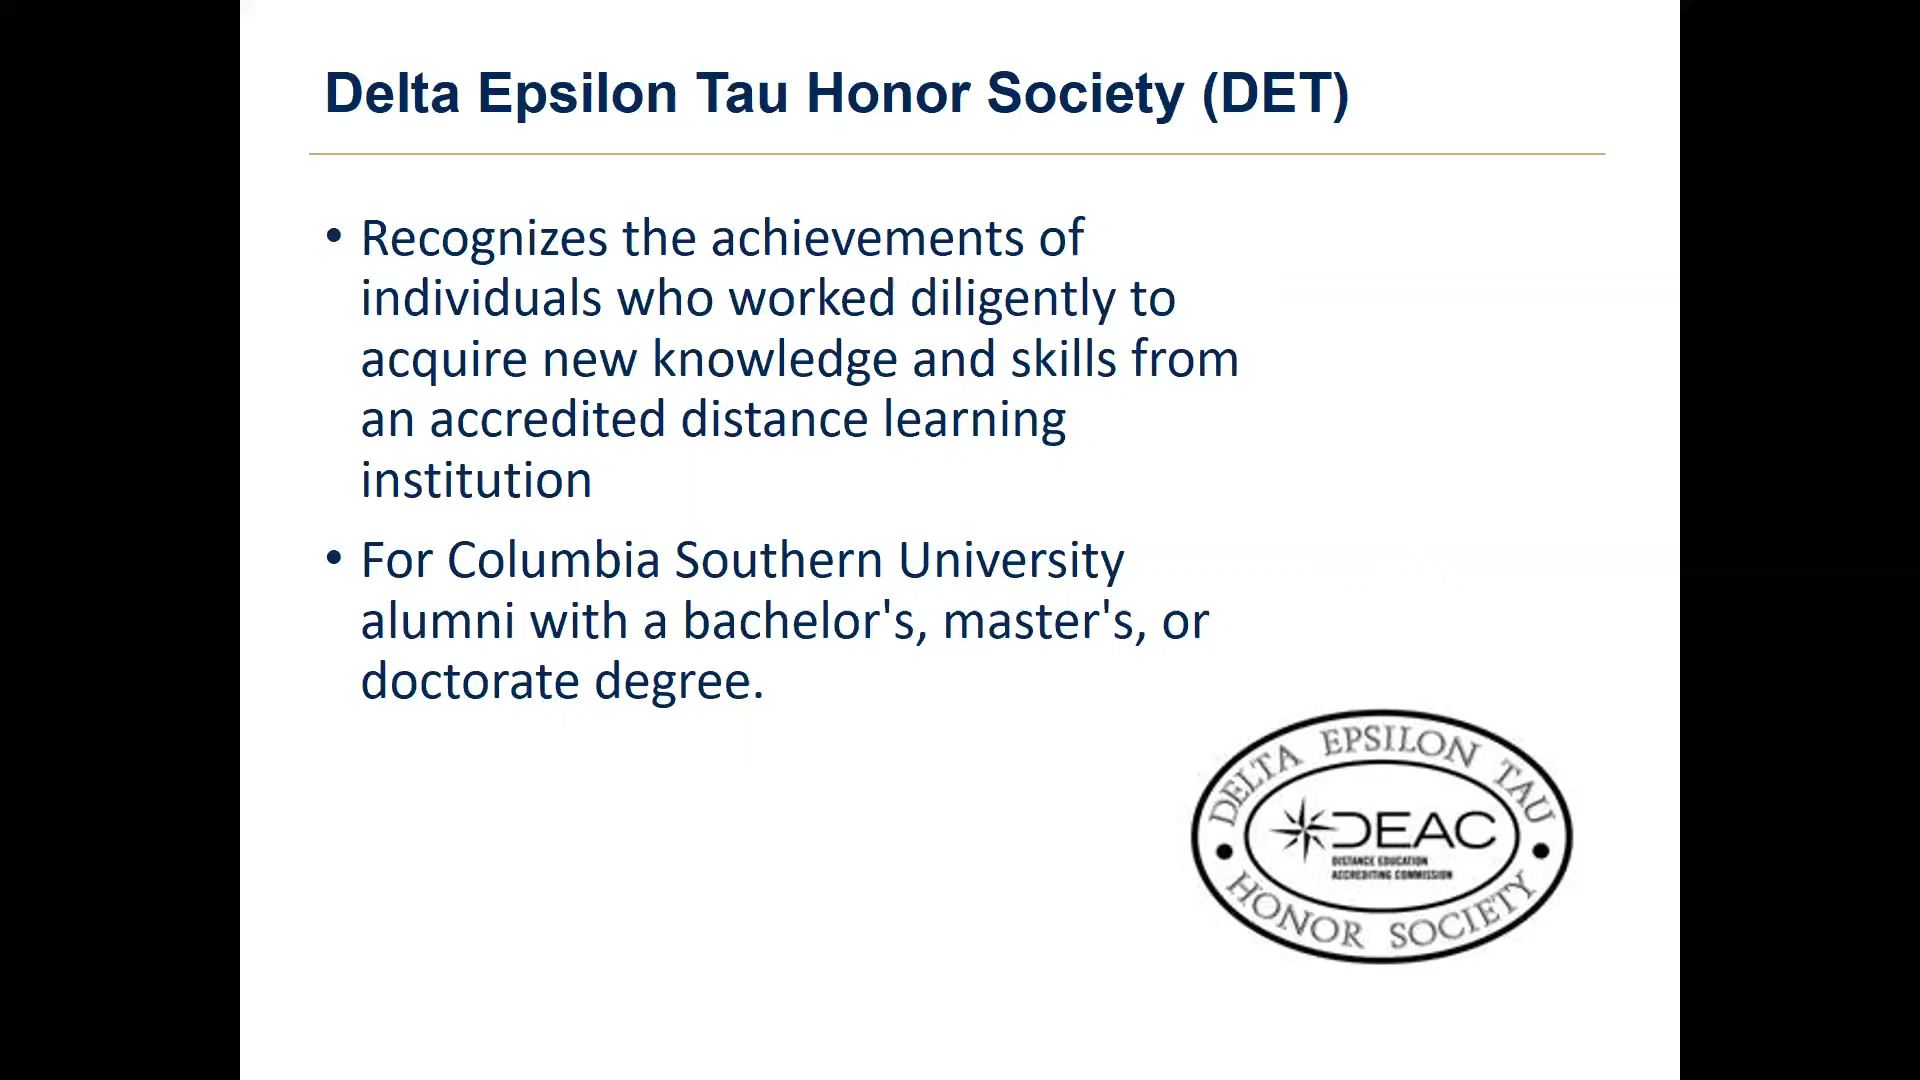 Delta Epsilon Tau Honor Society (DET)
• Recognizes the achievements of
individuals who worked diligently to
acquire new knowledge and skills from
an accredited distance learning
institution
• For Columbia Southern University
alumni with a bachelor's, master's, or
doctorate degree.
DELTA EPSILON TAU
DEAC
DISTANCE EDUCATION
ACCREDITING COMMISSION
HONOR SOCIETY